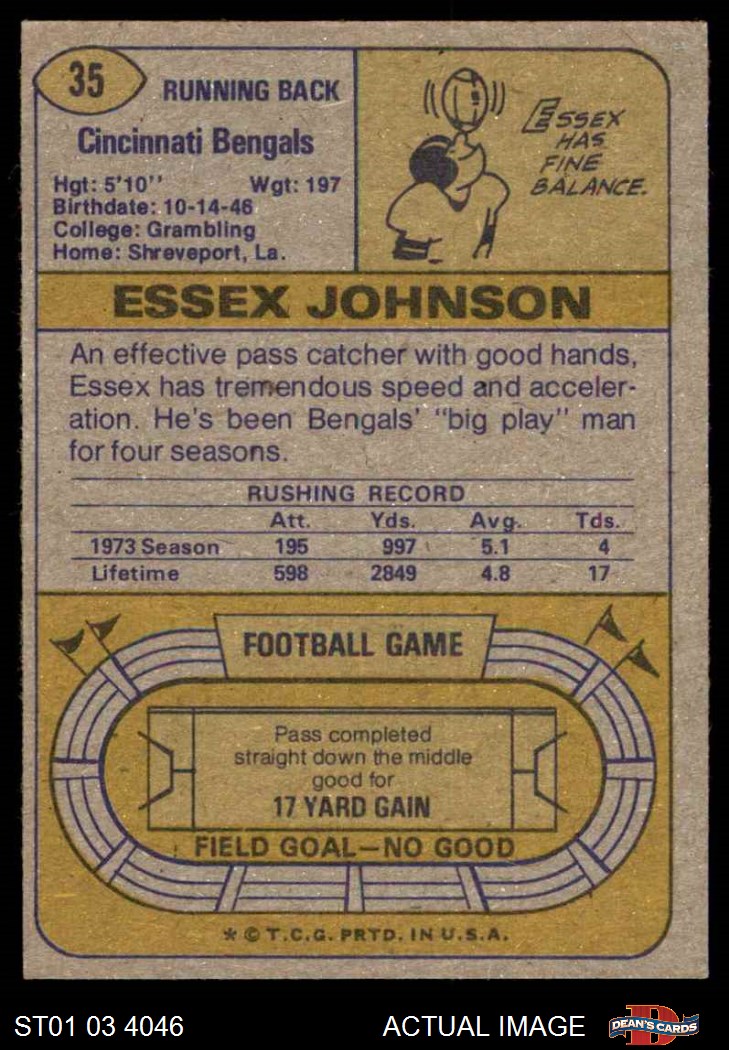 35
RUNNING BACK
Cincinnati Bengals
Hgt: 5'10'' Wgt: 197
Birthdate: 10-14-46
College: Grambling
Home: Shreveport, La.
ESSEX
HAS
FINE
BALANCE.
ESSEX JOHNSON
An effective pass catcher with good hands,
Essex has tremendous speed and acceler-
ation. He's been Bengals' "big play" man
for four seasons.
RUSHING RECORD
Att. Yds. Avg. Tds.
1973 Season 195 997 5.1 4
Lifetime 598 2849 4.8 17
FOOTBALL GAME
Pass completed
straight down the middle
good for
17 YARD GAIN
FIELD GOAL—NO GOOD
* © T.C.G. PRTD. IN U.S.A.
ST01 03 4046 ACTUAL IMAGE DEAN'S CARDS